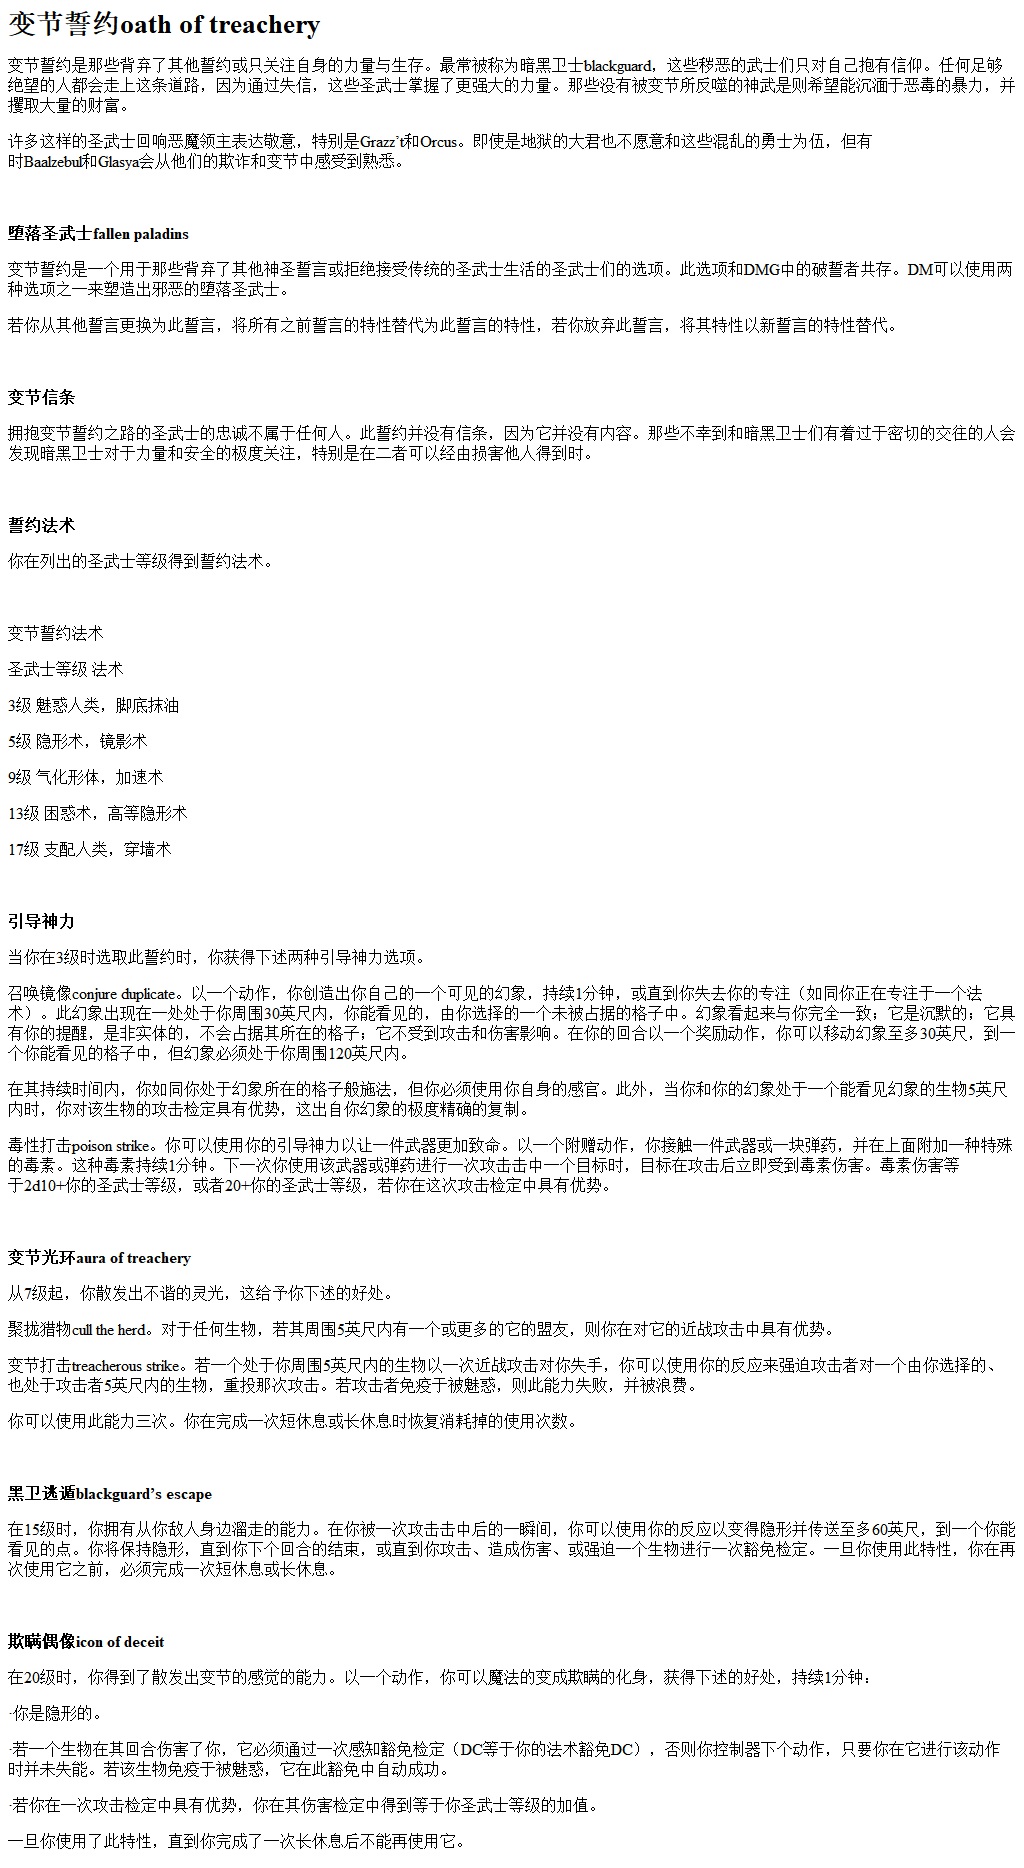 变节誓约oath of treachery
变节誓约是那些背弃了其他誓约或只关注自身的力量与生存。最常被称为暗黑卫士blackguard，这些秽恶的武士们只对自己抱有信仰。任何足够
绝望的人都会走上这条道路，因为通过失信，这些圣武士掌握了更强大的力量。那些没有被变节所反噬的神武是则希望能沉湎于恶毒的暴力，并
攫取大量的财富。
许多这样的圣武士回响恶魔领主表达敬意，特别是Grazz’t和Orcus。即使是地狱的大君也不愿意和这些混乱的勇士为伍，但有
时Baalzebul和Glasya会从他们的欺诈和变节中感受到熟悉。
堕落圣武士fallen paladins
变节誓约是一个用于那些背弃了其他神圣誓言或拒绝接受传统的圣武士生活的圣武士们的选项。此选项和DMG中的破誓者共存。DM可以使用两
种选项之一来塑造出邪恶的堕落圣武士。
若你从其他誓言更换为此誓言，将所有之前誓言的特性替代为此誓言的特性，若你放弃此誓言，将其特性以新誓言的特性替代。
变节信条
拥抱变节誓约之路的圣武士的忠诚不属于任何人。此誓约并没有信条，因为它并没有内容。那些不幸到和暗黑卫士们有着过于密切的交往的人会
发现暗黑卫士对于力量和安全的极度关注，特别是在二者可以经由损害他人得到时。
誓约法术
你在列出的圣武士等级得到誓约法术。
变节誓约法术
圣武士等级 法术
3级 魅惑人类，脚底抹油
5级 隐形术，镜影术
9级 气化形体，加速术
13级 困惑术，高等隐形术
17级 支配人类，穿墙术
引导神力
当你在3级时选取此誓约时，你获得下述两种引导神力选项。
召唤镜像conjure duplicate。以一个动作，你创造出你自己的一个可见的幻象，持续1分钟，或直到你失去你的专注（如同你正在专注于一个法
术）。此幻象出现在一处处于你周围30英尺内，你能看见的，由你选择的一个未被占据的格子中。幻象看起来与你完全一致；它是沉默的；它具
有你的提醒，是非实体的，不会占据其所在的格子；它不受到攻击和伤害影响。在你的回合以一个奖励动作，你可以移动幻象至多30英尺，到一
个你能看见的格子中，但幻象必须处于你周围120英尺内。
在其持续时间内，你如同你处于幻象所在的格子般施法，但你必须使用你自身的感官。此外，当你和你的幻象处于一个能看见幻象的生物5英尺
内时，你对该生物的攻击检定具有优势，这出自你幻象的极度精确的复制。
毒性打击poison strike。你可以使用你的引导神力以让一件武器更加致命。以一个附赠动作，你接触一件武器或一块弹药，并在上面附加一种特殊
的毒素。这种毒素持续1分钟。下一次你使用该武器或弹药进行一次攻击击中一个目标时，目标在攻击后立即受到毒素伤害。毒素伤害等
于2d10+你的圣武士等级，或者20+你的圣武士等级，若你在这次攻击检定中具有优势。
变节光环aura of treachery
从7级起，你散发出不谐的灵光，这给予你下述的好处。
聚拢猎物cull the herd。对于任何生物，若其周围5英尺内有一个或更多的它的盟友，则你在对它的近战攻击中具有优势。
变节打击treacherous strike。若一个处于你周围5英尺内的生物以一次近战攻击对你失手，你可以使用你的反应来强迫攻击者对一个由你选择的、
也处于攻击者5英尺内的生物，重投那次攻击。若攻击者免疫于被魅惑，则此能力失败，并被浪费。
你可以使用此能力三次。你在完成一次短休息或长休息时恢复消耗掉的使用次数。
黑卫逃遁blackguard’s escape
在15级时，你拥有从你敌人身边溜走的能力。在你被一次攻击击中后的一瞬间，你可以使用你的反应以变得隐形并传送至多60英尺，到一个你能
看见的点。你将保持隐形，直到你下个回合的结束，或直到你攻击、造成伤害、或强迫一个生物进行一次豁免检定。一旦你使用此特性，你在再
次使用它之前，必须完成一次短休息或长休息。
欺瞒偶像icon of deceit
在20级时，你得到了散发出变节的感觉的能力。以一个动作，你可以魔法的变成欺瞒的化身，获得下述的好处，持续1分钟：
·你是隐形的。
·若一个生物在其回合伤害了你，它必须通过一次感知豁免检定（DC等于你的法术豁免DC），否则你控制器下个动作，只要你在它进行该动作
时并未失能。若该生物免疫于被魅惑，它在此豁免中自动成功。
·若你在一次攻击检定中具有优势，你在其伤害检定中得到等于你圣武士等级的加值。
一旦你使用了此特性，直到你完成了一次长休息后不能再使用它。